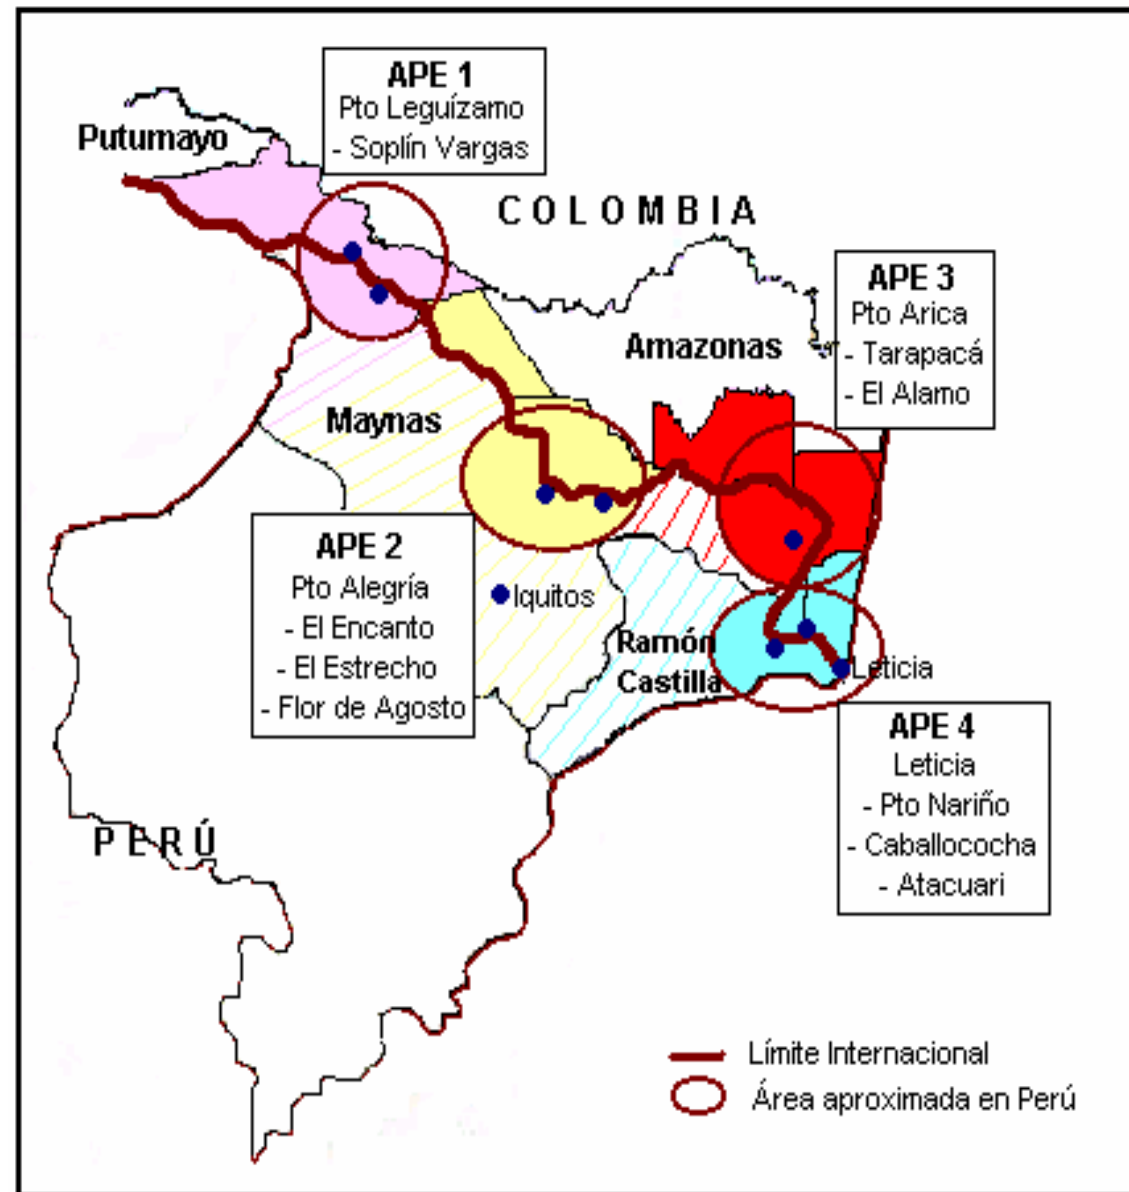 APE 1
Pto Leguízamo
- Soplín Vargas
Putumayo
COLOMBIA
APE 3
Pto Arica
- Tarapacá
- El Alamo
Amazonas
Maynas
APE 2
Pto Alegría
- El Encanto
- El Estrecho
- Flor de Agosto
Iquitos
Ramón
Castilla
Leticia
APE 4
Leticia
- Pto Nariño
- Caballococha
- Atacuari
PERÚ
Límite Internacional
Área aproximada en Perú